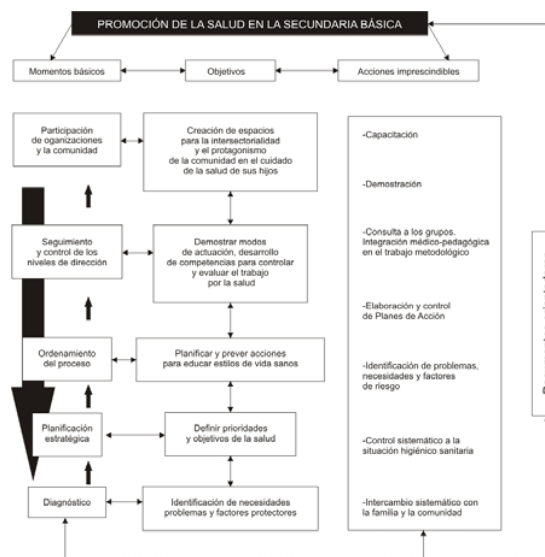 PROMOCIÓN DE LA SALUD EN LA SECUNDARIA BÁSICA
Momentos básicos
Objetivos
Acciones imprescindibles
Participación
de oganizaciones
y la comunidad
Creación de espacios
para la intersectorialidad
y el protagonismo
de la comunidad en el cuidado
de la salud de sus hijos
Seguimiento
y control de los
niveles de dirección
Demostrar modos
de actuación, desarrollo
de competencias para controlar
y evaluar el trabajo
por la salud
Ordenamiento
del proceso
Planificar y prever acciones
para educar estilos de vida sanos
Planificación
estratégica
Definir prioridades
y objetivos de la salud
Diagnóstico
Identificación de necesidades
problemas y factores protectores
-Capacitación
-Demostración
-Consulta a los grupos.
Integración médico-pedagógica
en el trabajo metodológico
-Elaboración y control
de Planes de Acción
-Identificación de problemas,
necesidades y factores
de riesgo
-Control sistemático a la
situación higiénico sanitaria
-Intercambio sistemático con
la familia y la comunidad